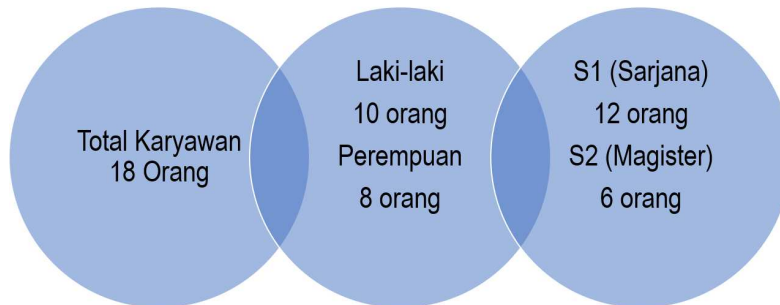 Total Karyawan
18 Orang
Laki-laki
10 orang
Perempuan
8 orang
S1 (Sarjana)
12 orang
S2 (Magister)
6 orang